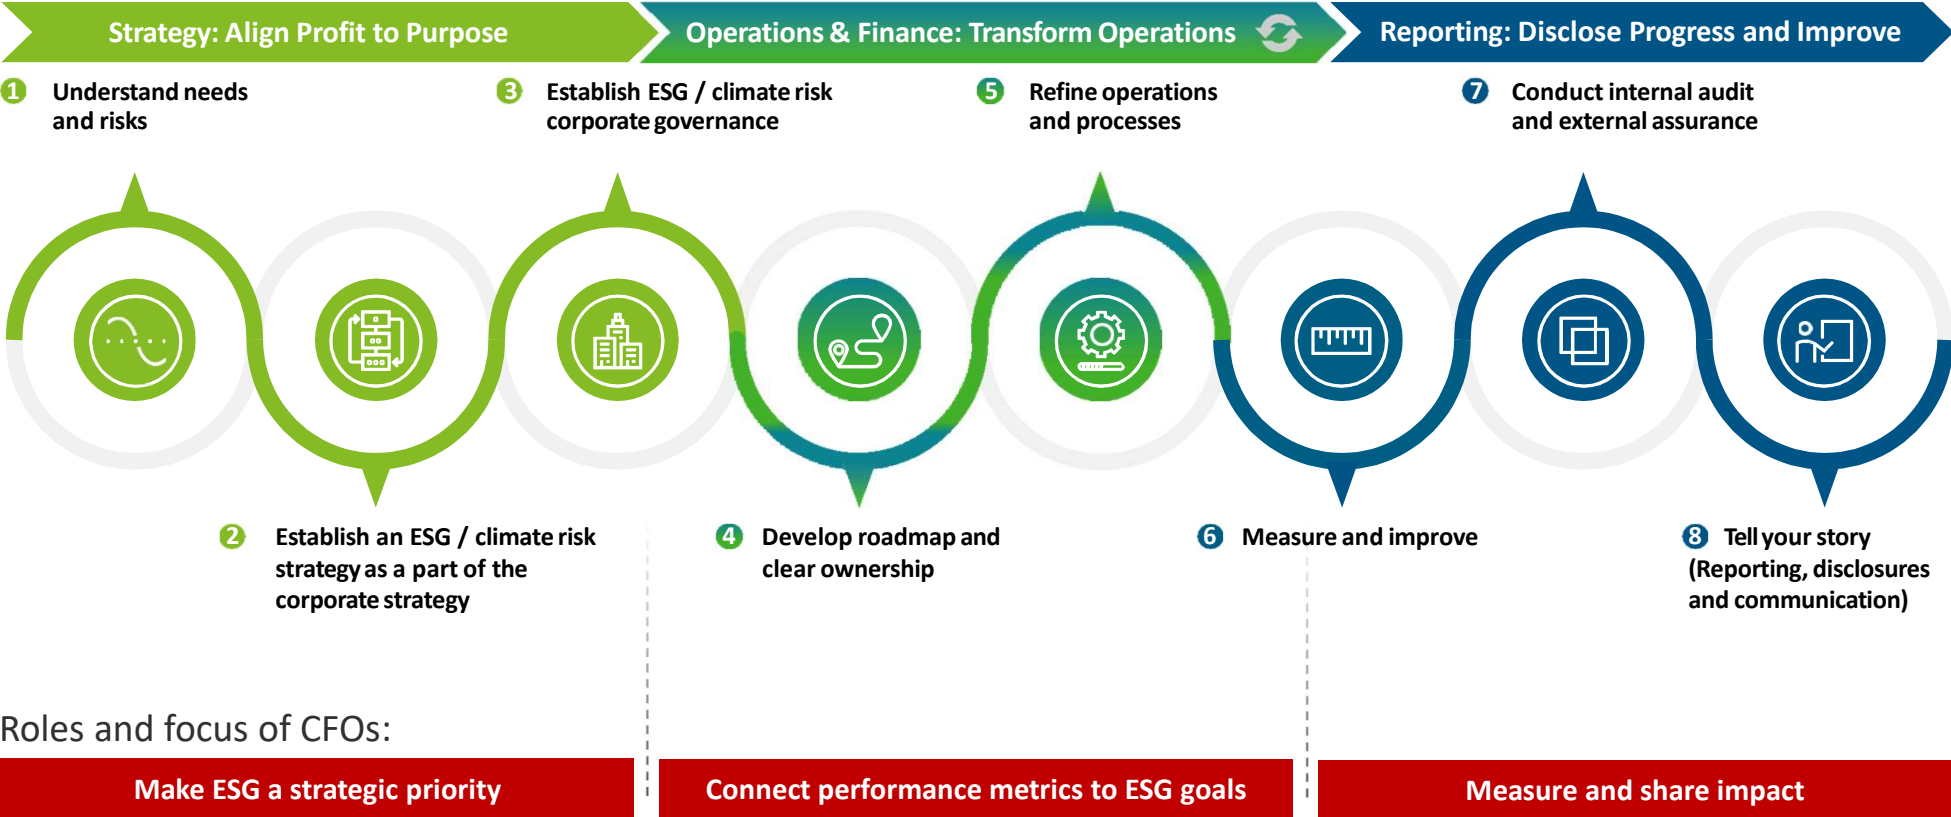 Strategy: Align Profit to Purpose
Operations & Finance: Transform Operations
Reporting: Disclose Progress and Improve
1 Understand needs
and risks
3 Establish ESG / climate risk
corporate governance
5 Refine operations
and processes
7 Conduct internal audit
and external assurance
2 Establish an ESG / climate risk
strategy as a part of the
corporate strategy
4 Develop roadmap and
clear ownership
6 Measure and improve
8 Tell your story
(Reporting, disclosures
and communication)
Roles and focus of CFOs:
Make ESG a strategic priority
Connect performance metrics to ESG goals
Measure and share impact